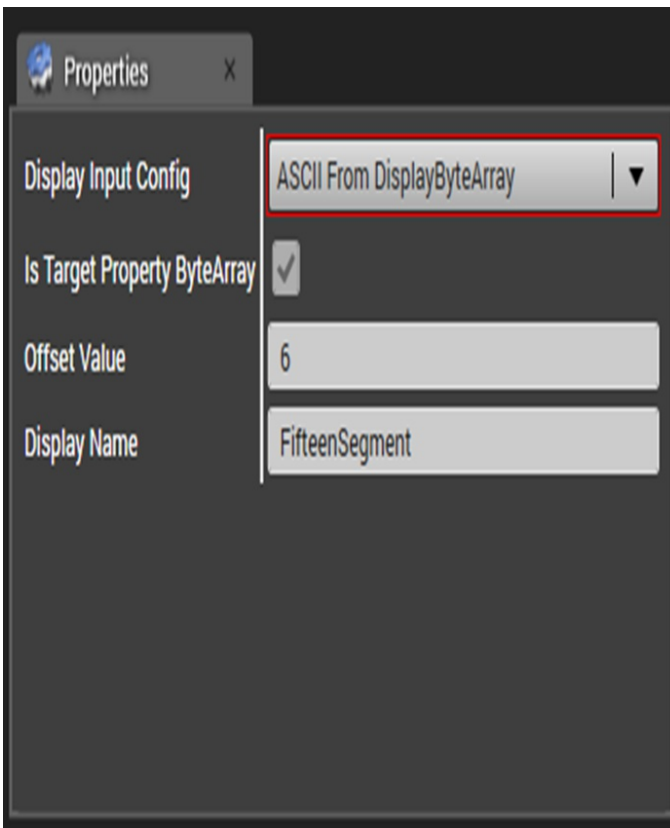 Properties
Display Input Config
ASCII From DisplayByteArray
Is Target Property ByteArray
Offset Value
6
Display Name
FifteenSegment